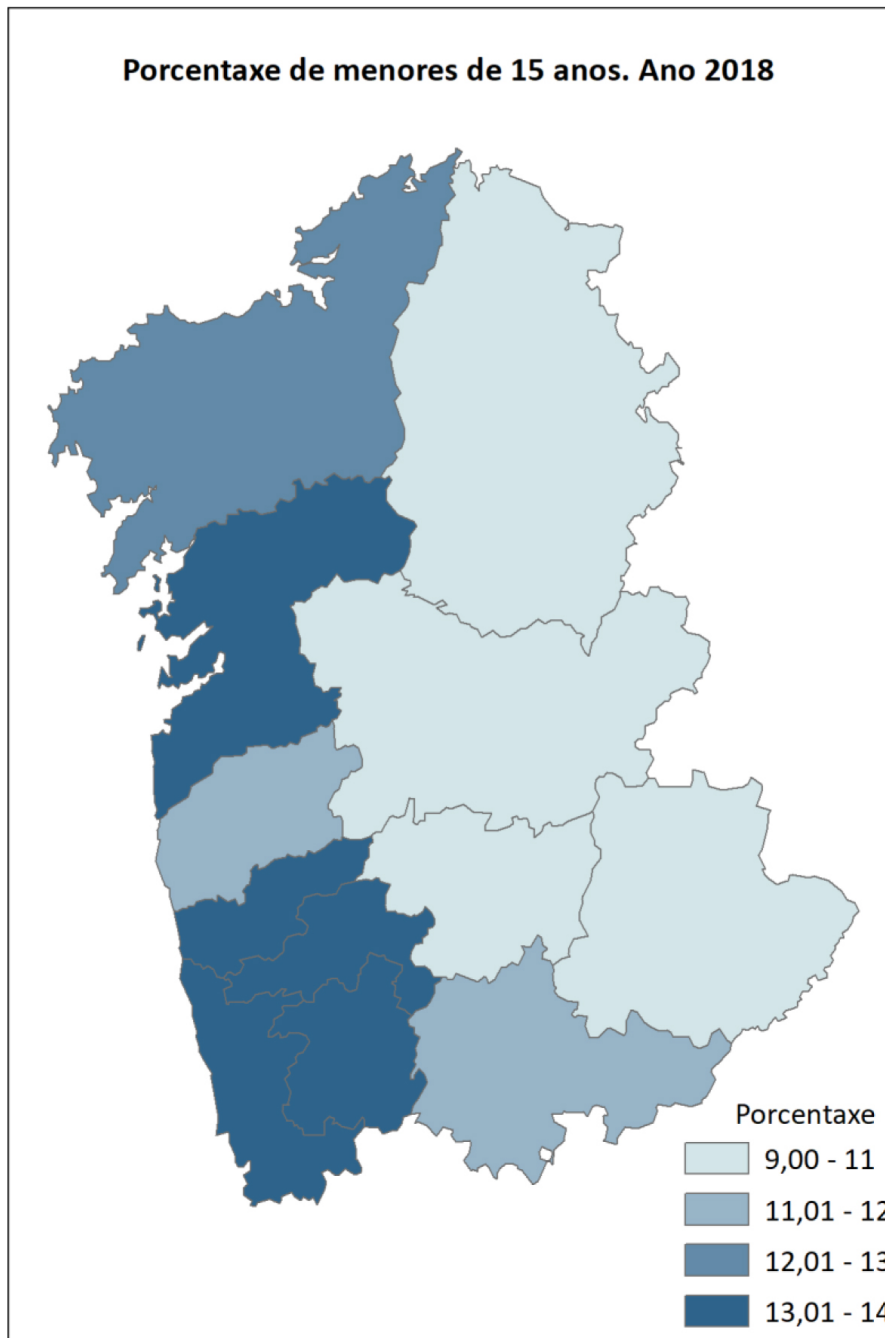 Porcentaxe de menores de 15 anos. Ano 2018
Porcentaxe
9,00 - 11
11,01 - 12
12,01 - 13
13,01 - 14